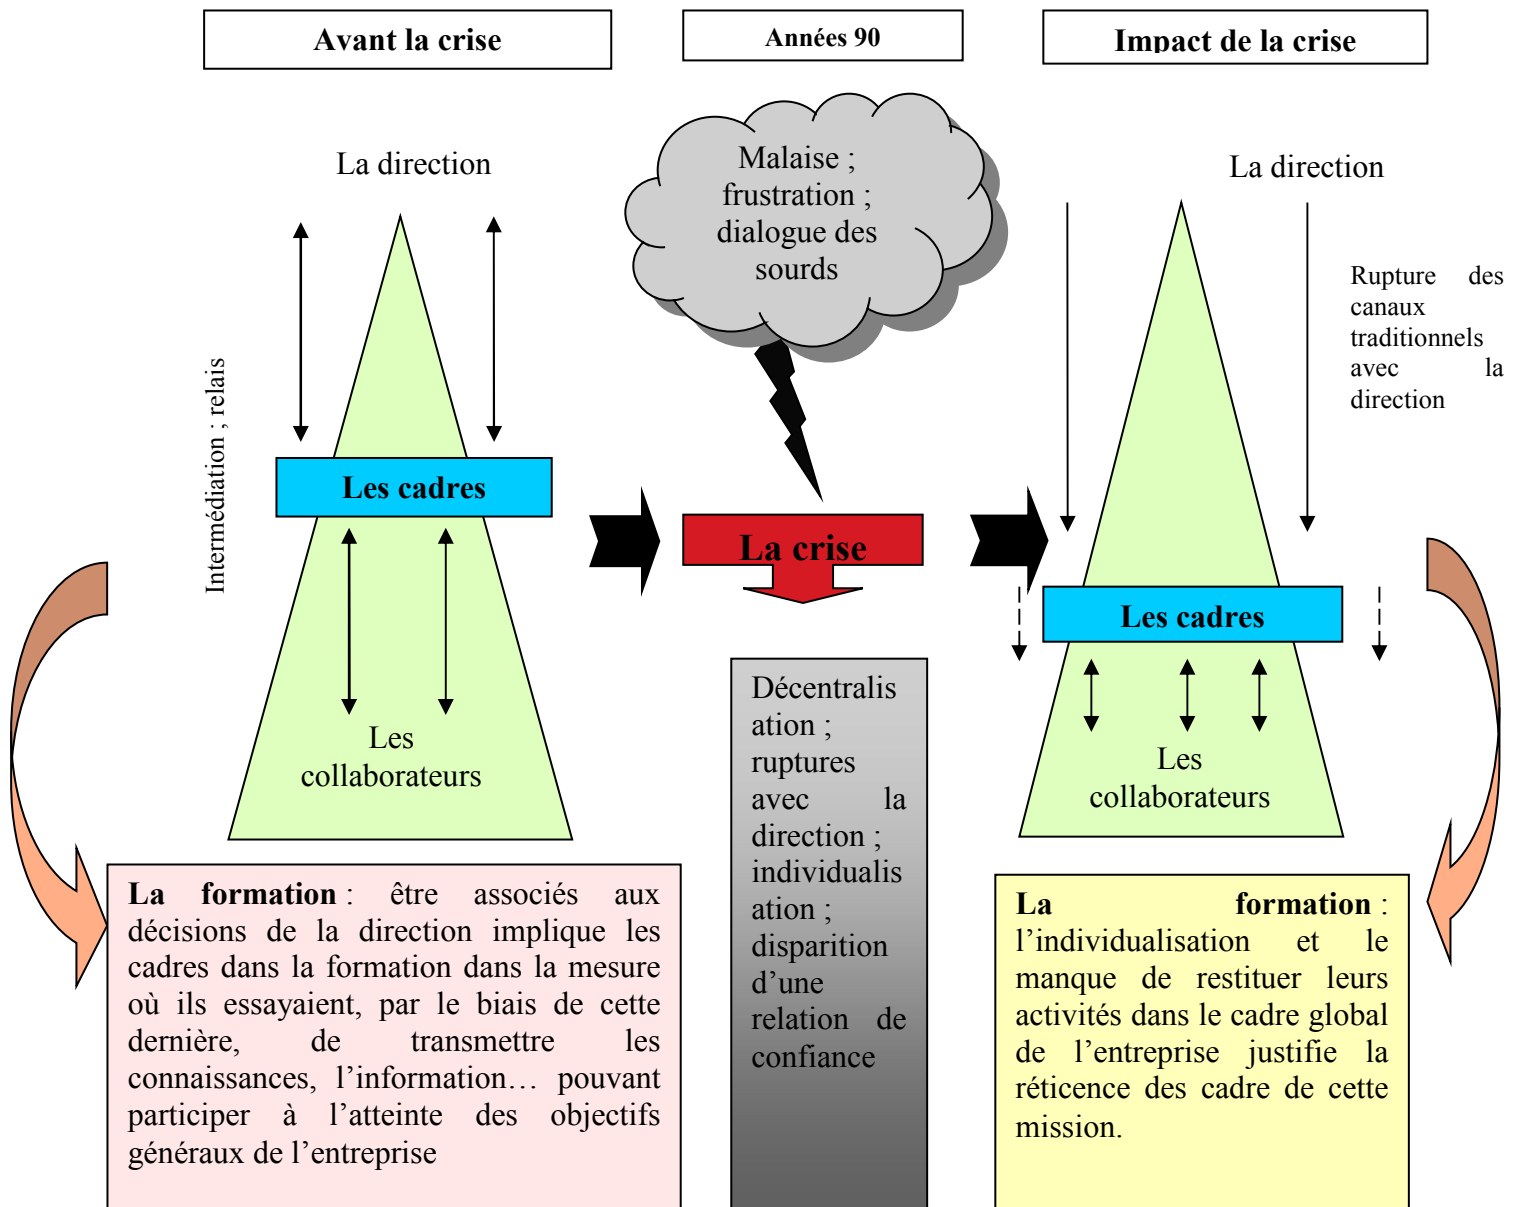 Avant la crise
Années 90
Impact de la crise
La direction
Intermédiation ; relais
Les cadres
Les
collaborateurs
Malaise ;
frustration ;
dialogue des
sourds
La crise
Décentralis
ation ;
ruptures
avec la
direction ;
individualis
ation ;
disparition
d’une
relation de
confiance
La direction
Rupture des
canaux
traditionnels
avec la
direction
Les cadres
Les
collaborateurs
La formation : être associés aux
décisions de la direction implique les
cadres dans la formation dans la mesure
où ils essayaient, par le biais de cette
dernière, de transmettre les
connaissances, l’information… pouvant
participer à l’atteinte des objectifs
généraux de l’entreprise
La formation :
l’individualisation et le
manque de restituer leurs
activités dans le cadre global
de l’entreprise justifie la
réticence des cadre de cette
mission.